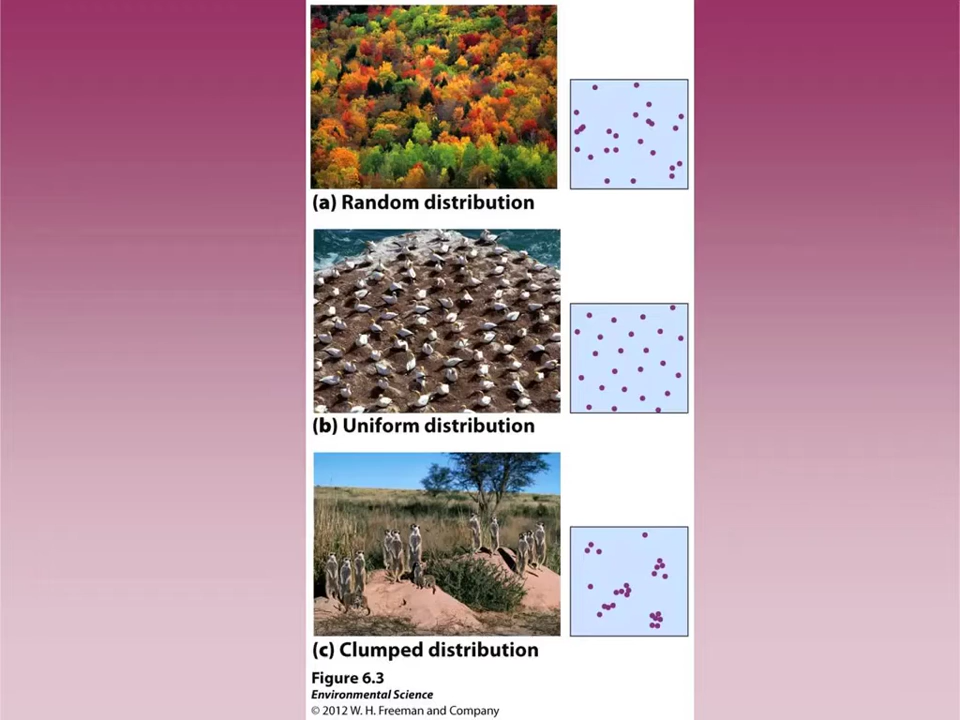 (a) Random distribution
(b) Uniform distribution
(c) Clumped distribution
Figure 6.3
Environmental Science
© 2012 W. H. Freeman and Company